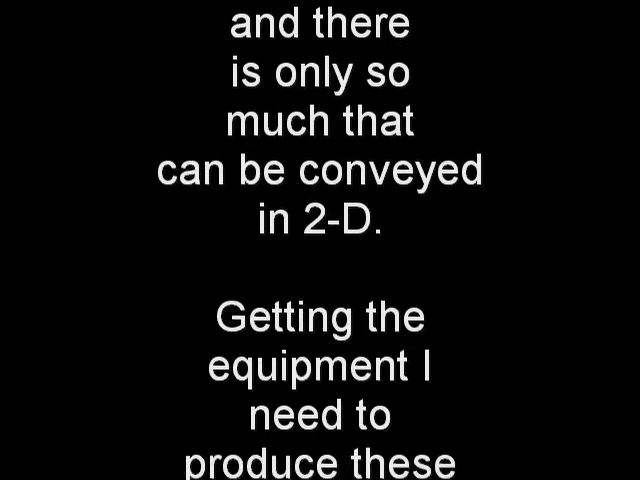 and there
is only so
much that
can be conveyed
in 2-D.
Getting the
equipment I
need to
produce these